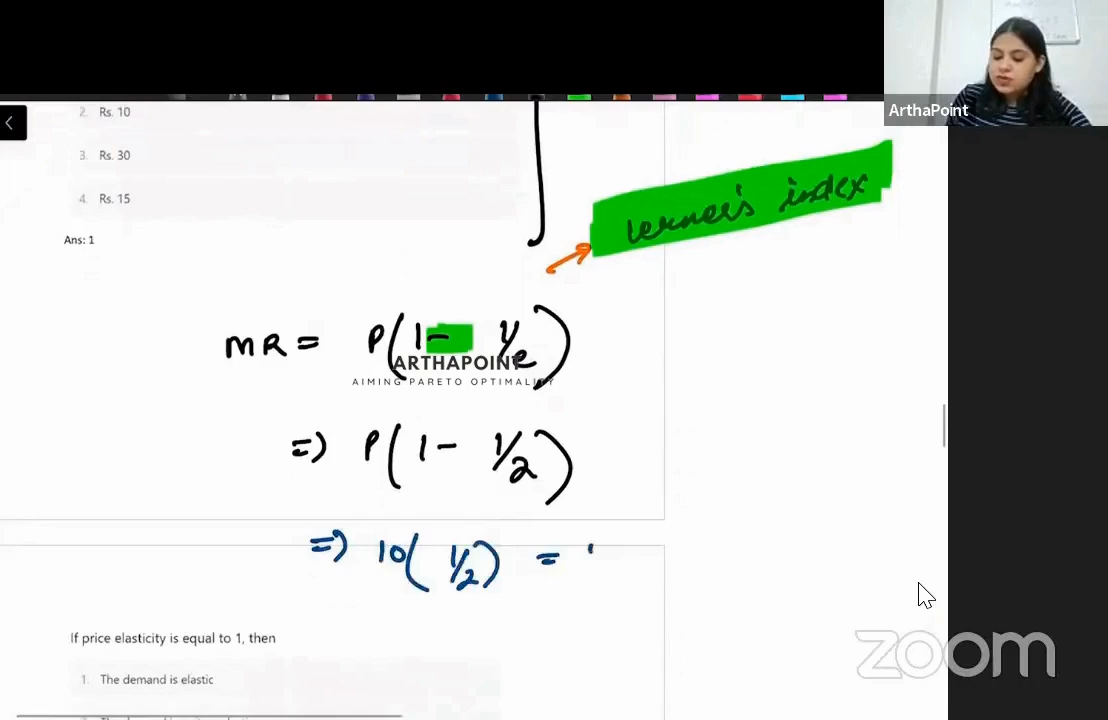 ArthaPoint
2. Rs. 10
3. Rs. 30
4. Rs. 15
Ans: 1
Lerner's index
MR = P(1 - 1/e)
ARTHAPOINT
AIMING PARETO OPTIMALITY
=) P(1 - 1/2)
=) 10(1/2) =
If price elasticity is equal to 1, then
1. The demand is elastic
zoom